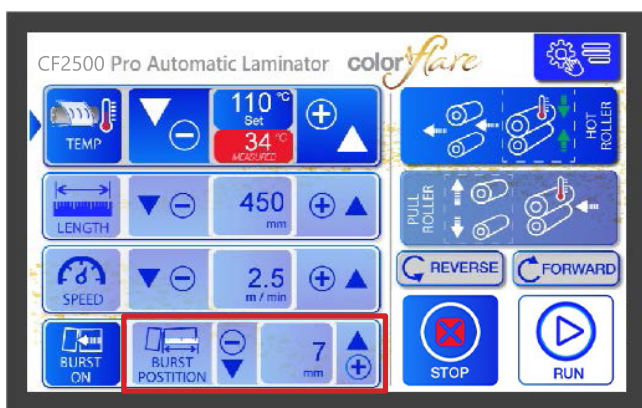 CF2500 Pro Automatic Laminator colorflare
TEMP
110 °C
Set
34 °C
MEASURED
HOT ROLLER
LENGTH
450
mm
PULL ROLLER
SPEED
2.5
m / min
REVERSE
FORWARD
BURST ON
BURST POSTITION
7
mm
STOP
RUN